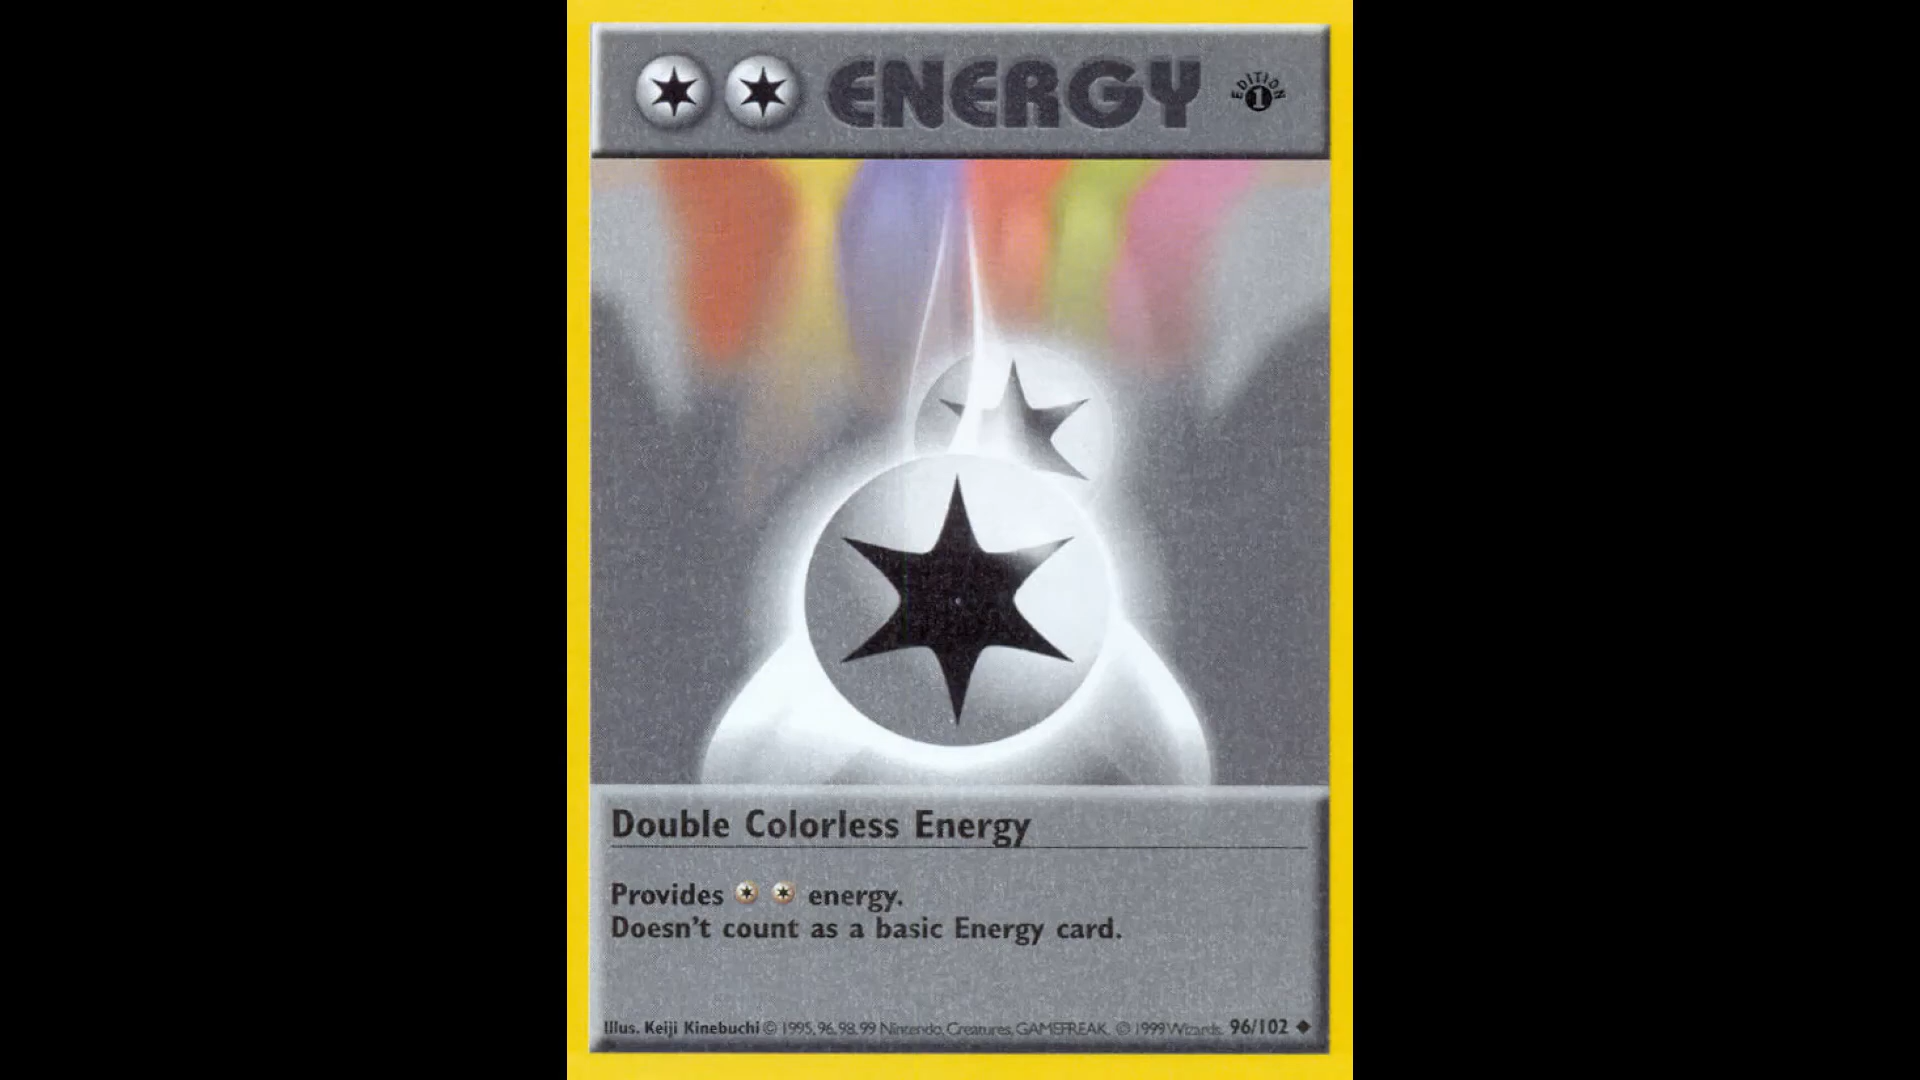 ENERGY
EDITION
1
Double Colorless Energy
Provides energy.
Doesn't count as a basic Energy card.
Illus. Keiji Kinebuchi © 1995, 96, 98, 99 Nintendo, Creatures, GAMEFREAK. © 1999 Wizards. 96/102